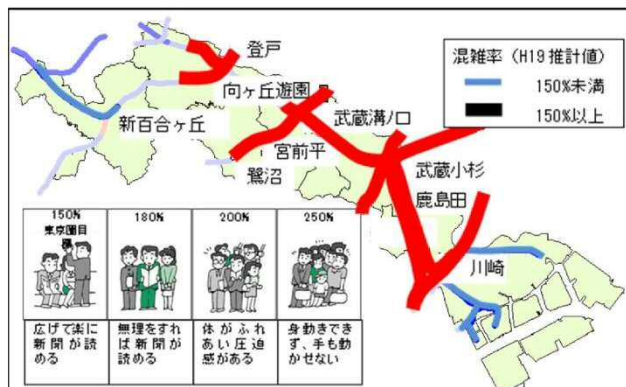 登戸
向ヶ丘遊園
新百合ヶ丘
武蔵溝ノ口
宮前平
鷺沼
武蔵小杉
鹿島田
川崎
混雑率 (H19推計値)
150%未満
150%以上
150%
東京圏目
標
180%
200%
250%
広げて楽に
新聞が読
める
無理をすれ
ば新聞が
読める
体がふれ
あい圧迫
感がある
身動きでき
ず、手も動
かせない